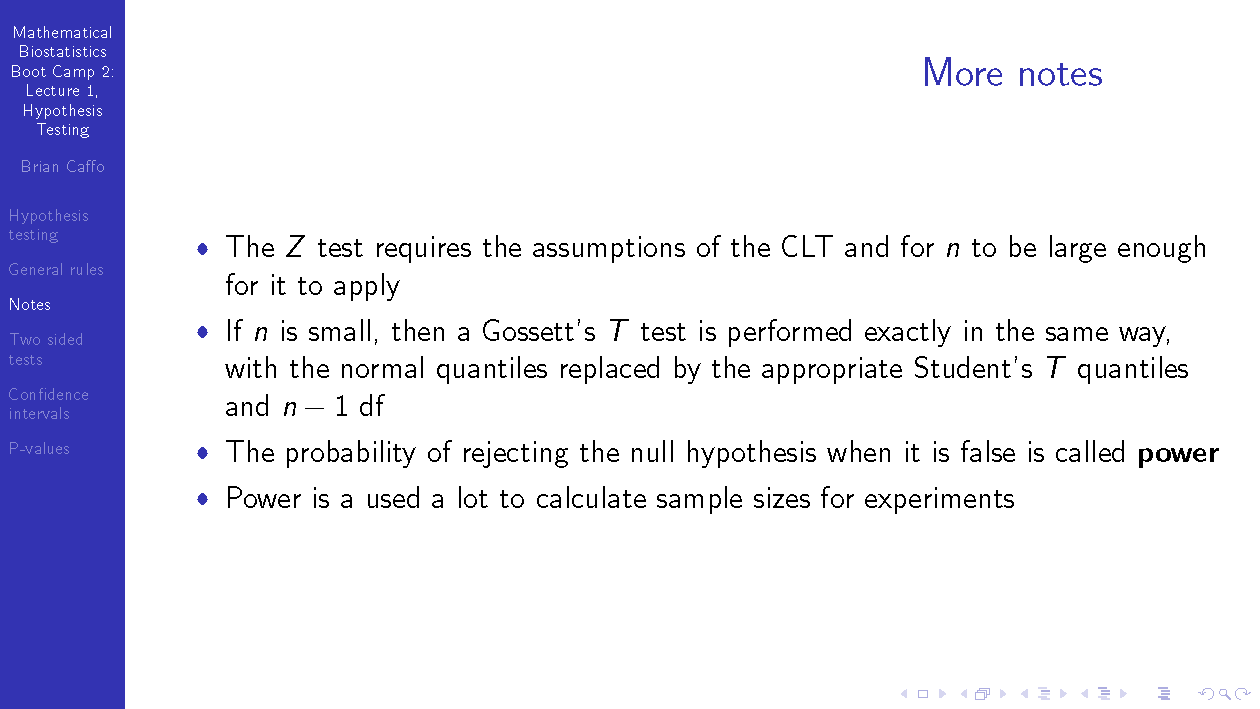 Mathematical
Biostatistics
Boot Camp 2:
Lecture 1,
Hypothesis
Testing
Brian Caffo
Hypothesis
testing
General rules
Notes
Two sided
tests
Confidence
intervals
P-values
More notes
• The Z test requires the assumptions of the CLT and for n to be large enough
for it to apply
• If n is small, then a Gossett's T test is performed exactly in the same way,
with the normal quantiles replaced by the appropriate Student's T quantiles
and n − 1 df
• The probability of rejecting the null hypothesis when it is false is called power
• Power is a used a lot to calculate sample sizes for experiments